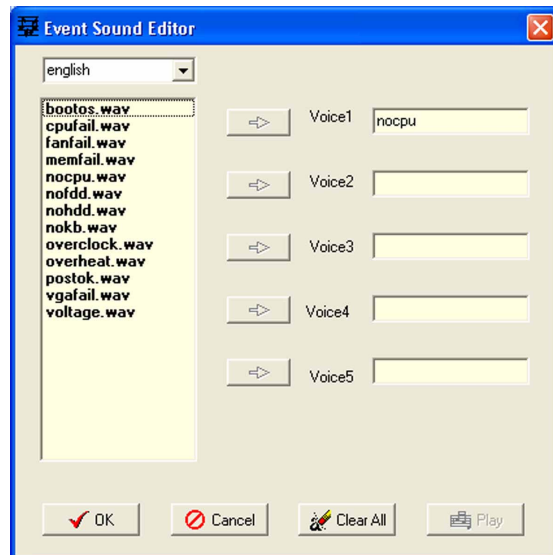 Event Sound Editor
english
bootos.wav
cpufail.wav
fanfail.wav
memfail.wav
nocpu.wav
nofdd.wav
nohdd.wav
nokb.wav
overclock.wav
overheat.wav
postok.wav
vgafail.wav
voltage.wav
Voice1 nocpu
Voice2
Voice3
Voice4
Voice5
OK Cancel Clear All Play